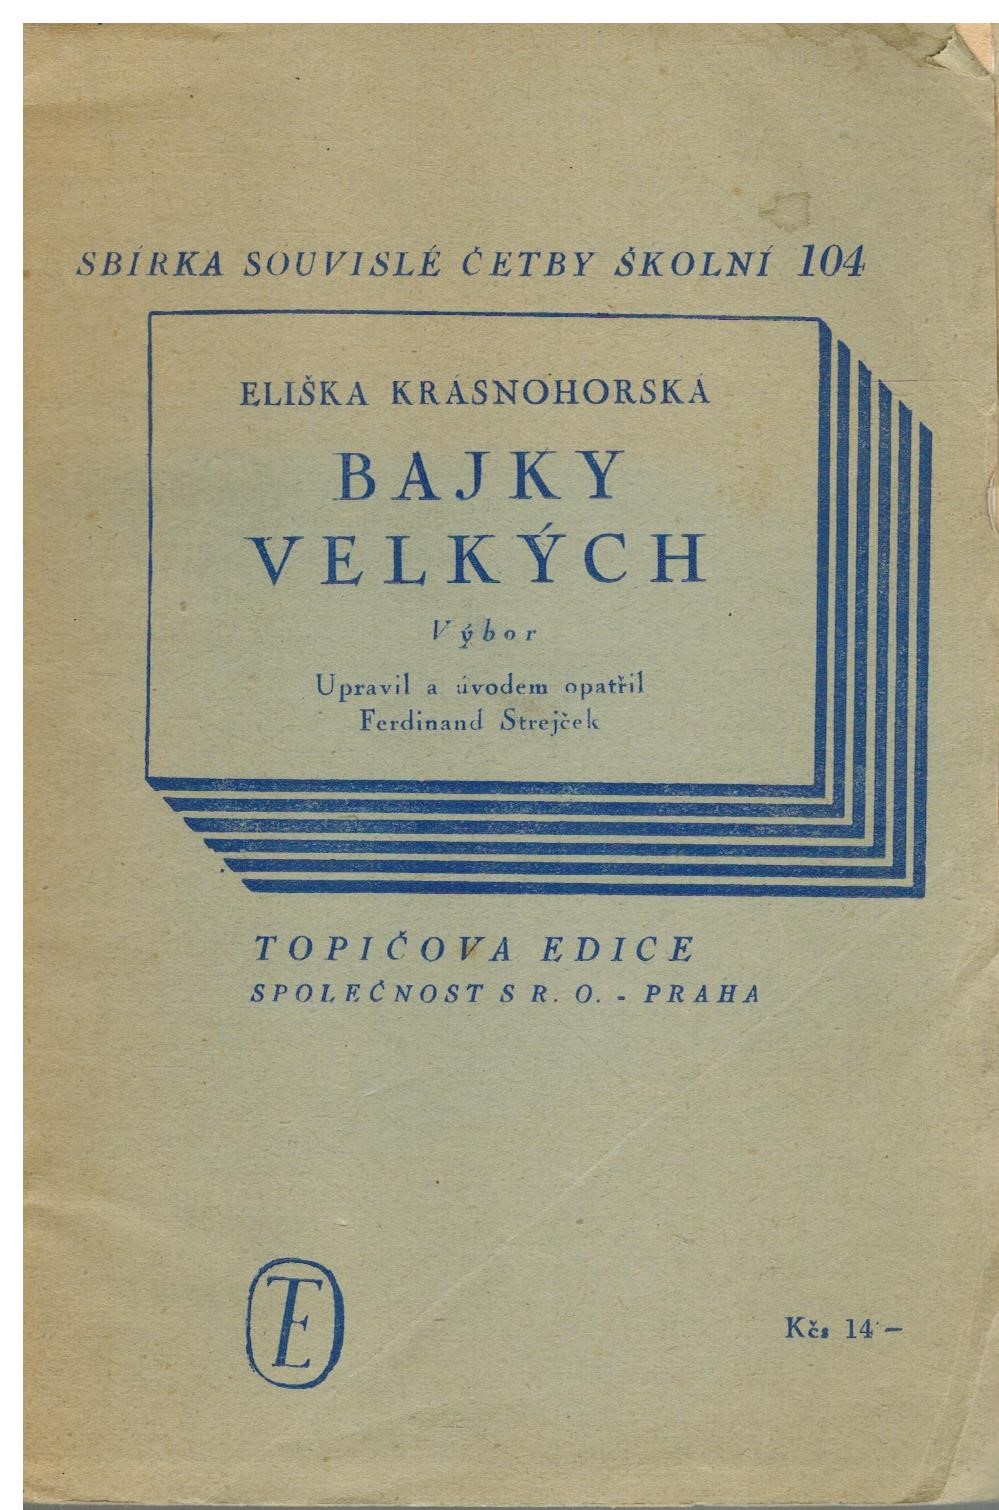 SBÍRKA SOUVISLÉ ČETBY ŠKOLNÍ 104
ELIŠKA KRÁSNOHORSKÁ
BAJKY
VELKÝCH
Výbor
Upravil a úvodem opatřil
Ferdinand Strejček
TOPIČOVA EDICE
SPOLEČNOST S R. O. - PRAHA
TE
Kčs 14·–